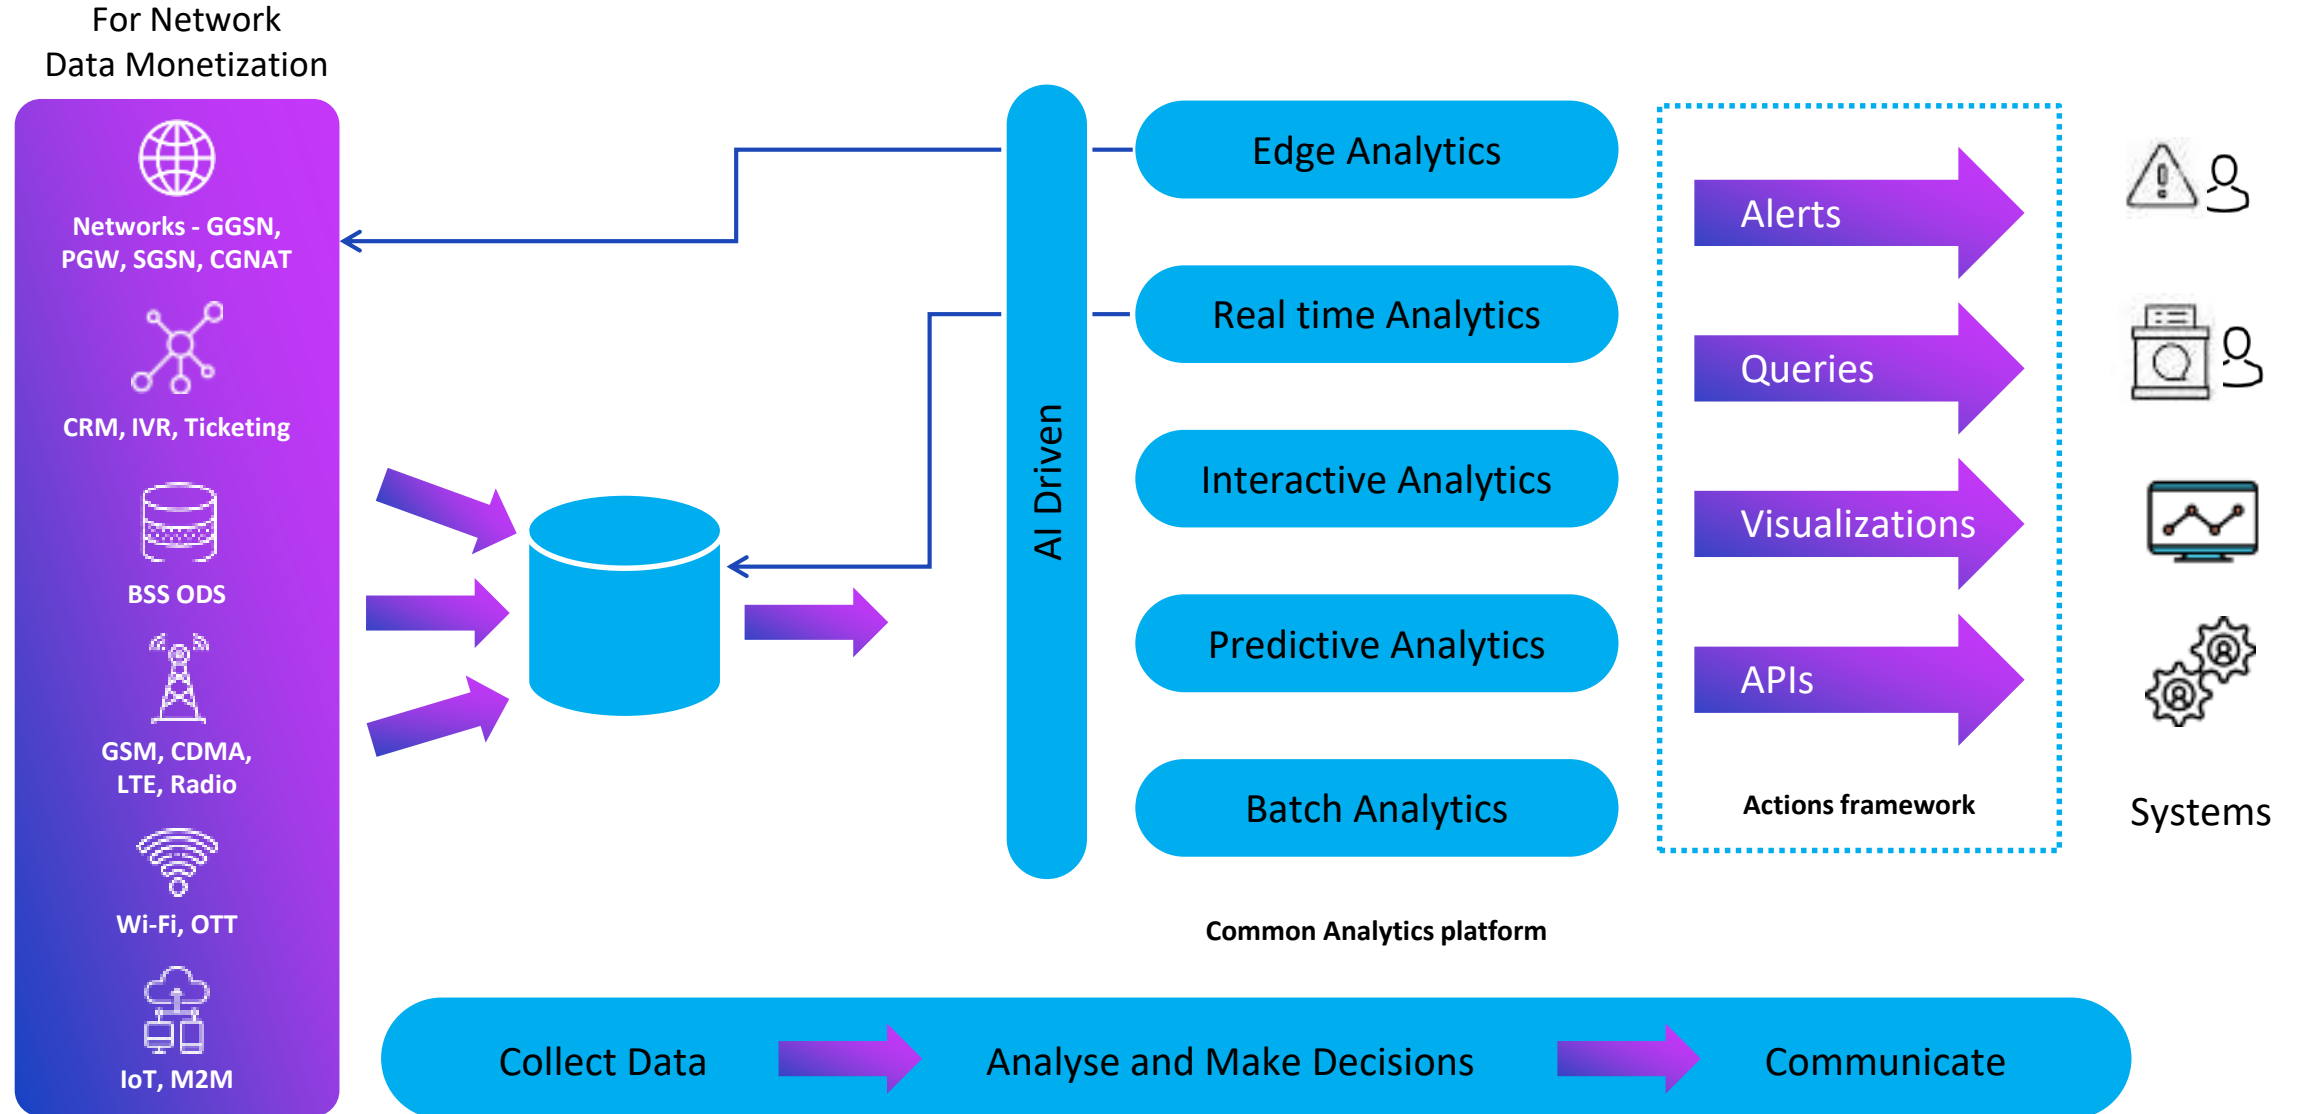 For Network
Data Monetization
Networks - GGSN,
PGW, SGSN, CGNAT
CRM, IVR, Ticketing
BSS ODS
GSM, CDMA,
LTE, Radio
Wi-Fi, OTT
IoT, M2M
AI Driven
Edge Analytics
Real time Analytics
Interactive Analytics
Predictive Analytics
Batch Analytics
Common Analytics platform
Alerts
Queries
Visualizations
APIs
Actions framework
Systems
Collect Data
Analyse and Make Decisions
Communicate